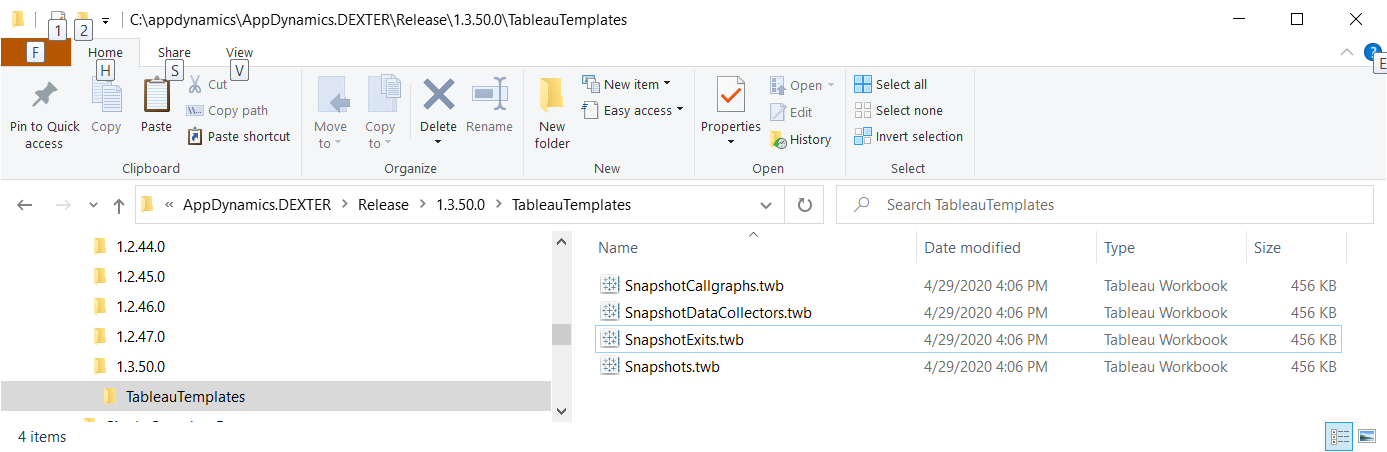 C:\appdynamics\AppDynamics.DEXTER\Release\1.3.50.0\TableauTemplates
1 2
F Home Share View
H S V E
?
Pin to Quick access
Copy
Paste
Cut
Copy path
Paste shortcut
Clipboard
Move to
Copy to
Delete
Rename
Organize
New folder
New item
Easy access
New
Properties
Open
Edit
History
Open
Select all
Select none
Invert selection
Select
« AppDynamics.DEXTER > Release > 1.3.50.0 > TableauTemplates
Search TableauTemplates
1.2.44.0
1.2.45.0
1.2.46.0
1.2.47.0
1.3.50.0
TableauTemplates
Name Date modified Type Size
SnapshotCallgraphs.twb 4/29/2020 4:06 PM Tableau Workbook 456 KB
SnapshotDataCollectors.twb 4/29/2020 4:06 PM Tableau Workbook 456 KB
SnapshotExits.twb 4/29/2020 4:06 PM Tableau Workbook 456 KB
Snapshots.twb 4/29/2020 4:06 PM Tableau Workbook 456 KB
4 items